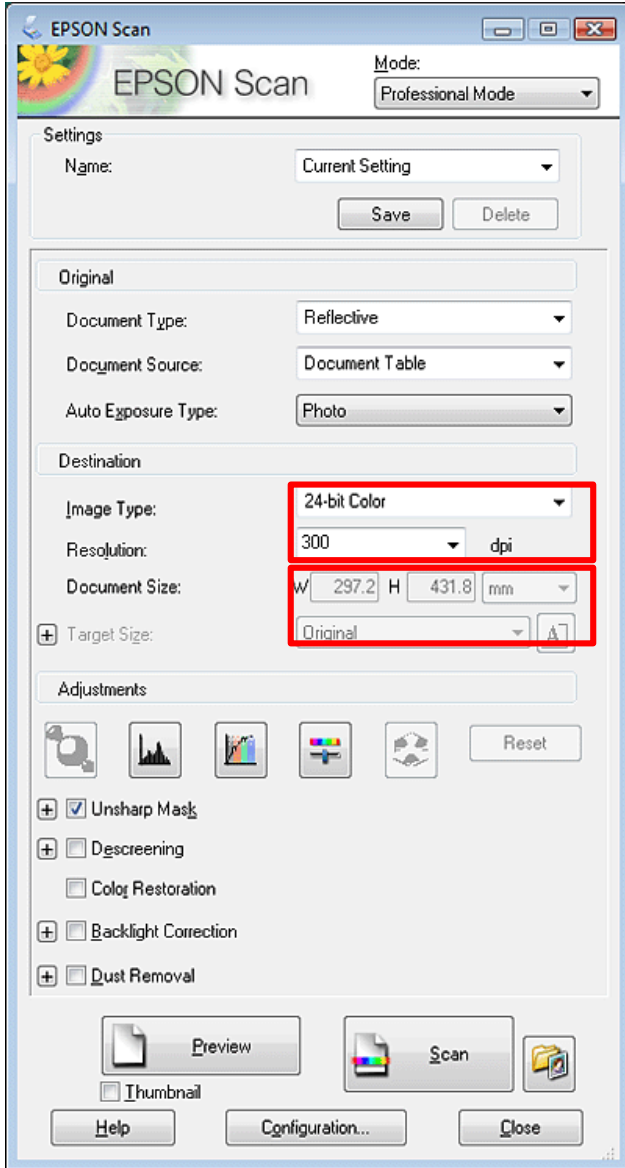 EPSON Scan
EPSON Scan
Mode:
Professional Mode
Settings
Name:
Current Setting
Save
Delete
Original
Document Type:
Reflective
Document Source:
Document Table
Auto Exposure Type:
Photo
Destination
Image Type:
24-bit Color
Resolution:
300
dpi
Document Size:
W 297.2 H 431.8 mm
Target Size:
Original
A
Adjustments
Reset
Unsharp Mask
Descreening
Color Restoration
Backlight Correction
Dust Removal
Preview
Scan
Thumbnail
Help
Configuration...
Close